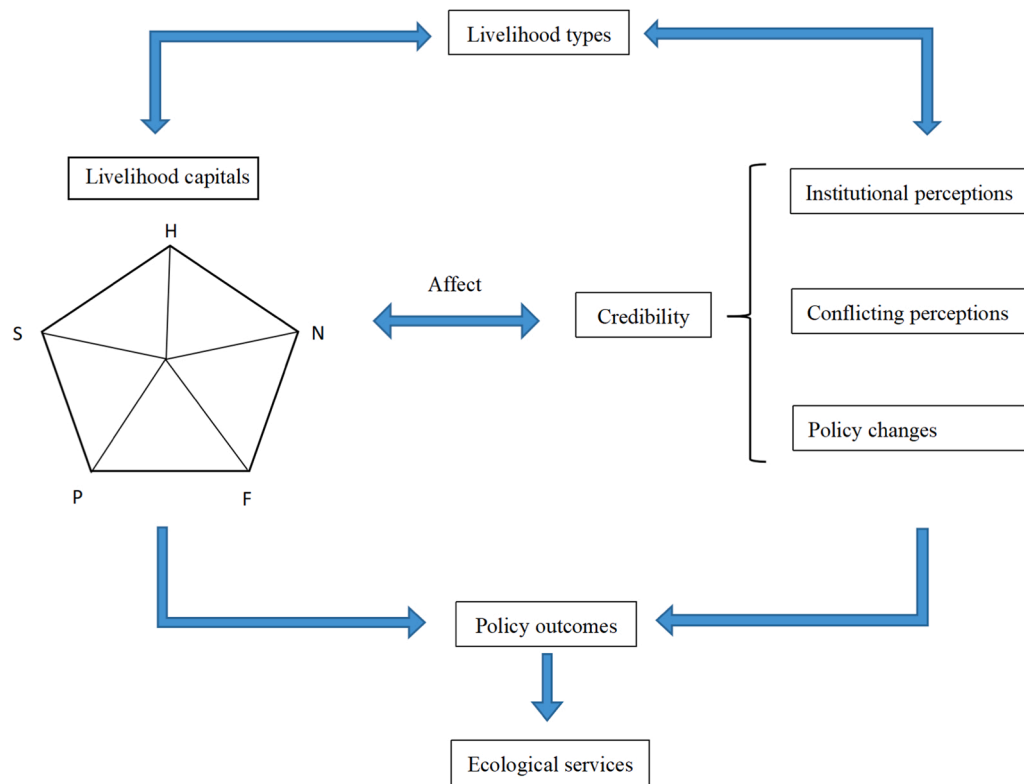 Livelihood types
Livelihood capitals
Institutional perceptions
H
Affect
Credibility
Conflicting perceptions
S
N
Policy changes
P
F
Policy outcomes
Ecological services